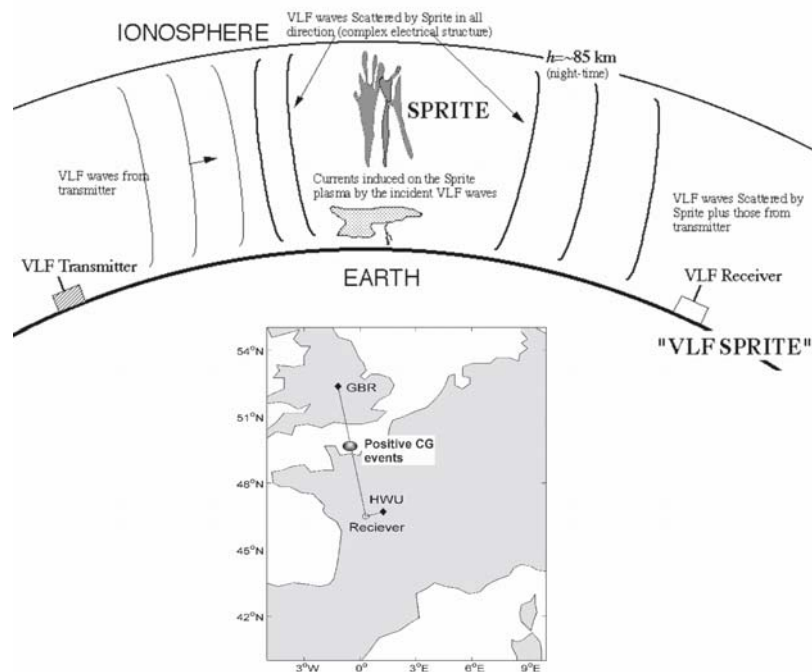 VLF waves Scattered by Sprite in all
direction (complex electrical structure)
IONOSPHERE
h=~85 km
(night-time)
SPRITE
VLF waves from
transmitter
Currents induced on the Sprite
plasma by the incident VLF waves
VLF waves Scattered by
Sprite plus those from
transmitter
VLF Transmitter
EARTH
VLF Receiver
"VLF SPRITE"
54°N
GBR
51°N
Positive CG
events
48°N
HWU
Reciever
45°N
42°N
3°W 0° 3°E 6°E 9°E